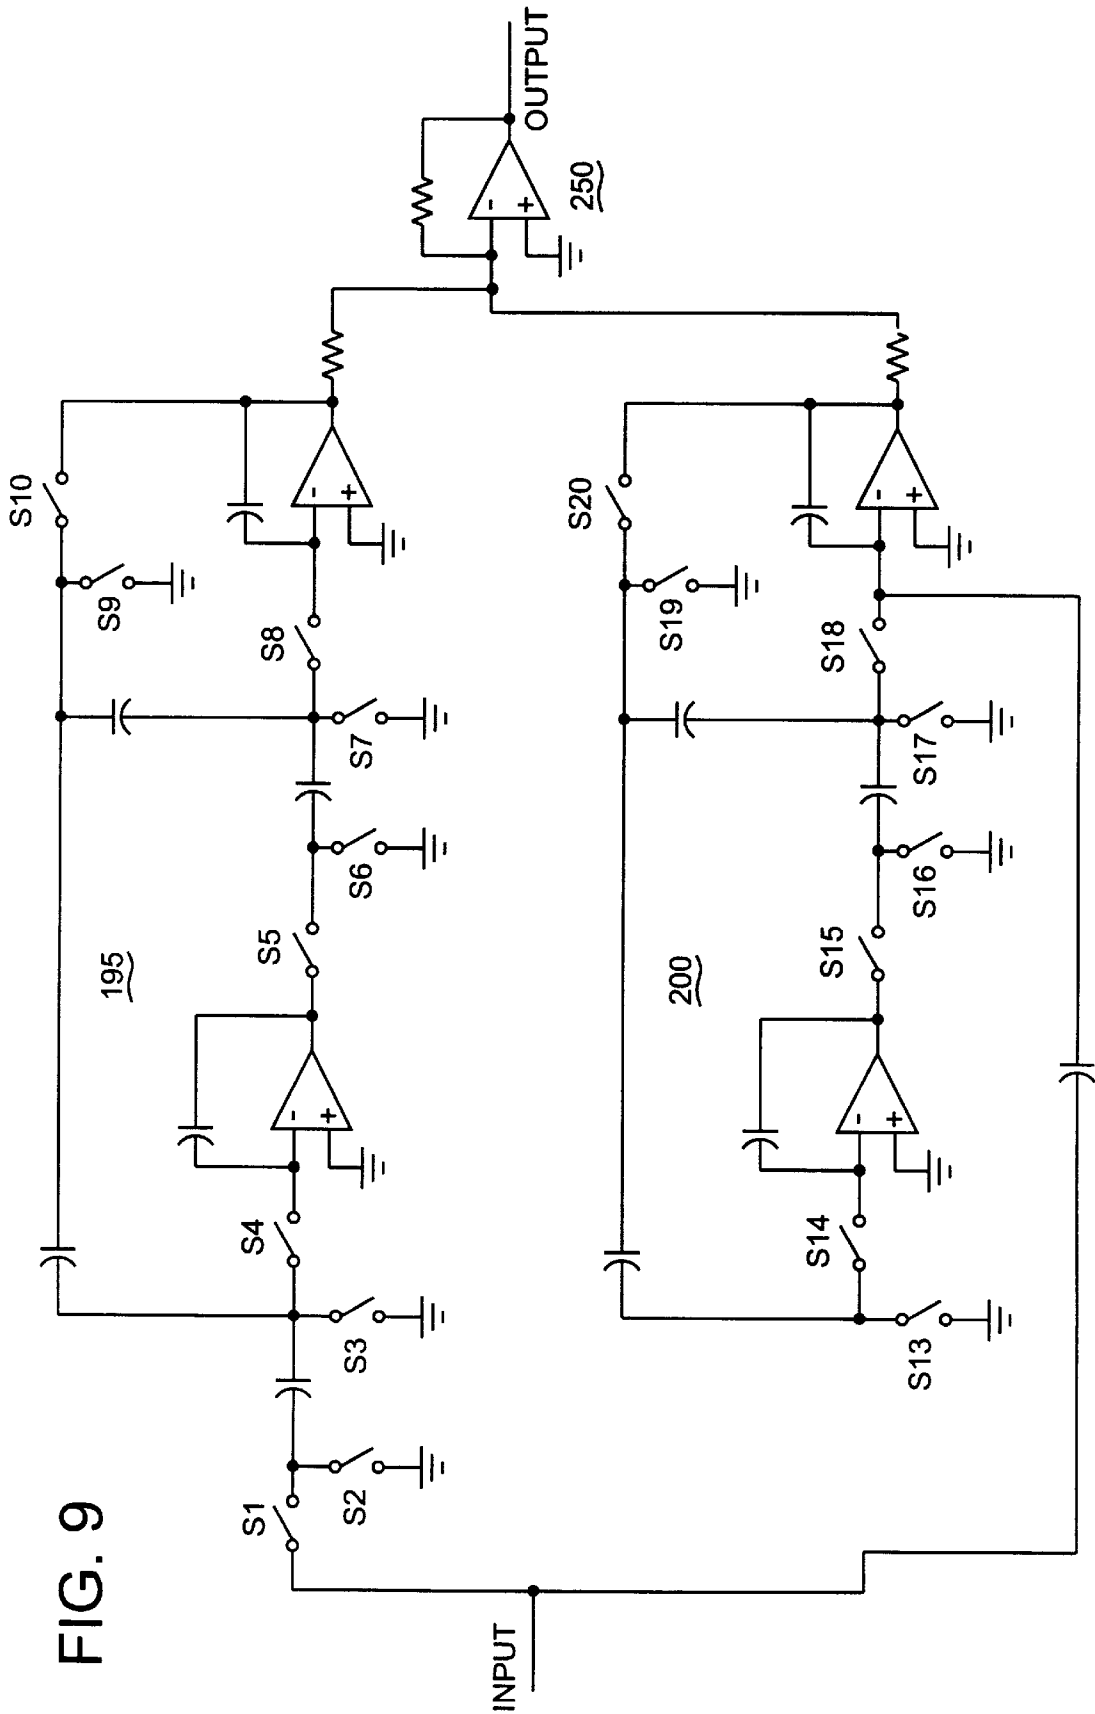 FIG. 9
INPUT
S1
S2
S3
S4
S5
S6
S7
S8
S9
S10
195
-
+
-
+
S13
S14
S15
S16
S17
S18
S19
S20
200
-
+
-
+
-
+
250
OUTPUT